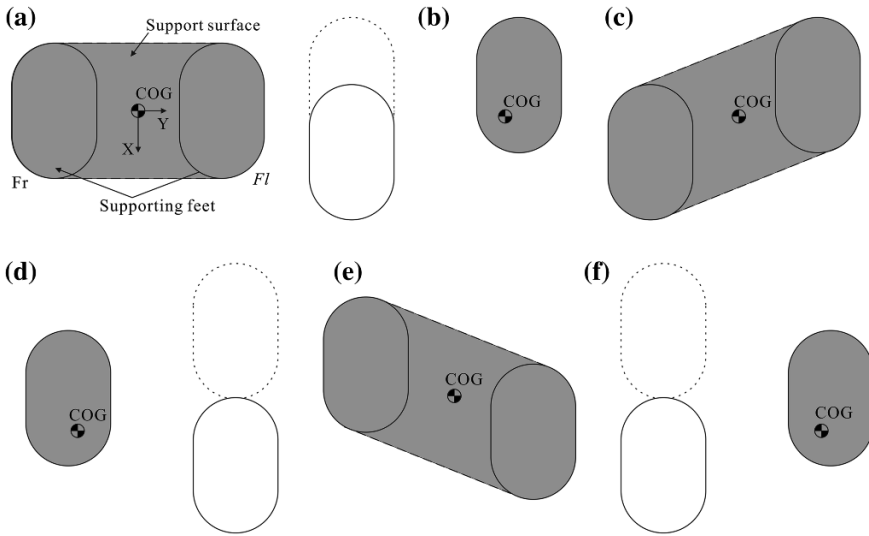 (a)
Support surface
COG
Y
X
Fr
Fl
Supporting feet
(b)
COG
(c)
COG
(d)
COG
(e)
COG
(f)
COG